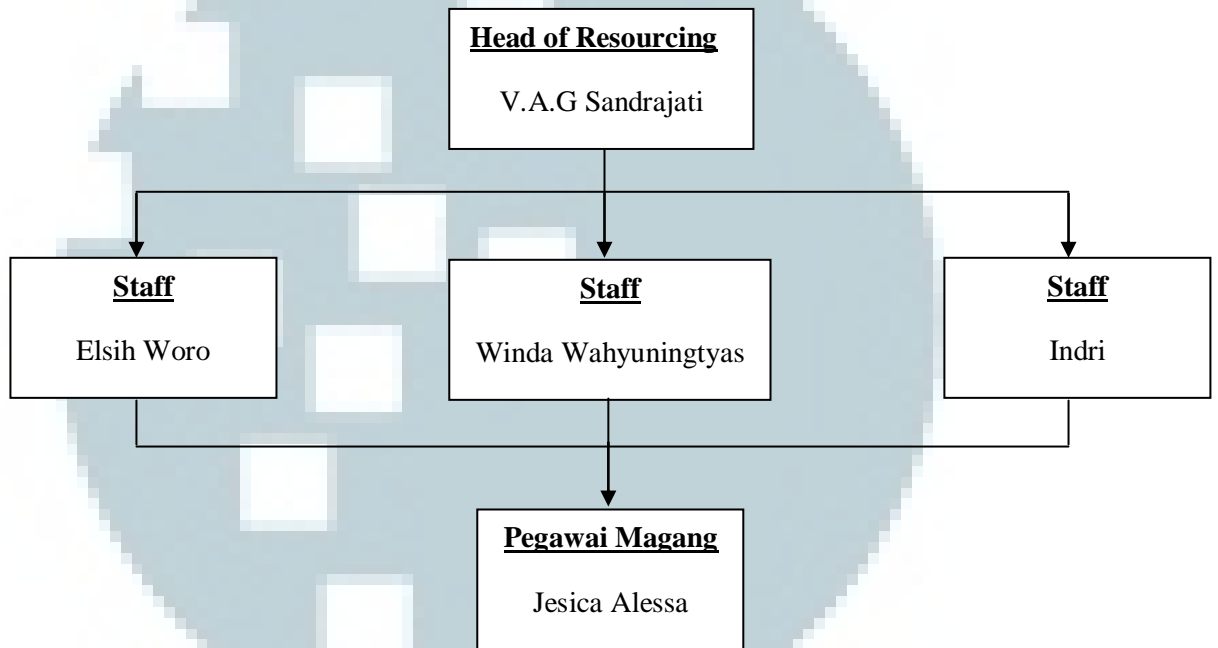 Head of Resourcing
V.A.G Sandrajati
Staff
Elsih Woro
Staff
Winda Wahyuningtyas
Staff
Indri
Pegawai Magang
Jesica Alessa